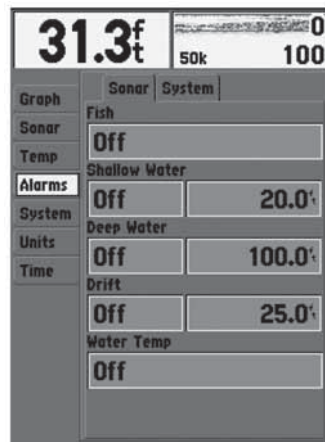 31.3ft
0
50k 100
Sonar System
Graph
Sonar
Temp
Alarms
System
Units
Time
Fish
Off
Shallow Water
Off 20.0ft
Deep Water
Off 100.0ft
Drift
Off 25.0ft
Water Temp
Off